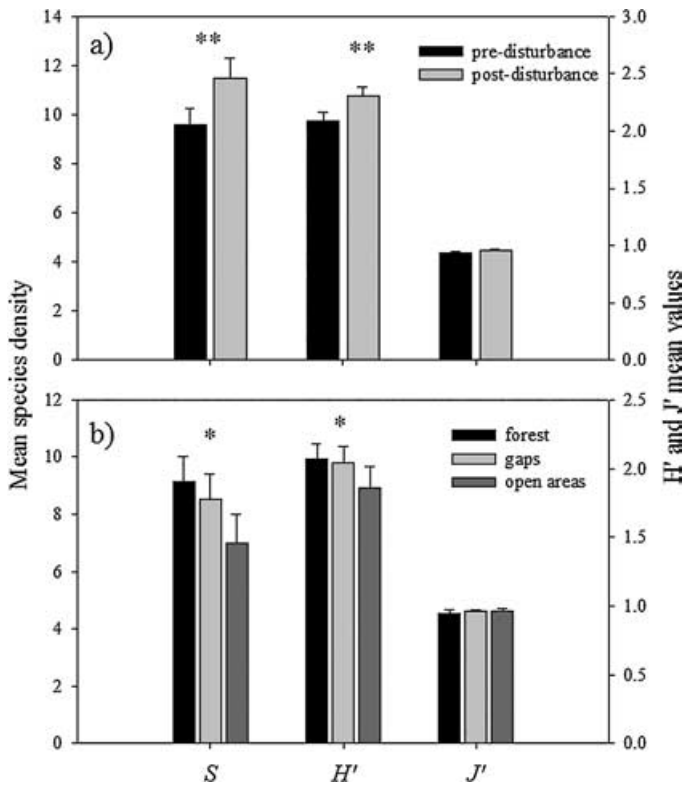 a)
**
**
pre-disturbance
post-disturbance
14
12
10
8
6
4
2
0
3.0
2.5
2.0
1.5
1.0
0.5
0.0
Mean species density
H' and J' mean values
b)
*
*
forest
gaps
open areas
12
10
8
6
4
2
0
2.5
2.0
1.5
1.0
0.5
0.0
S
H'
J'